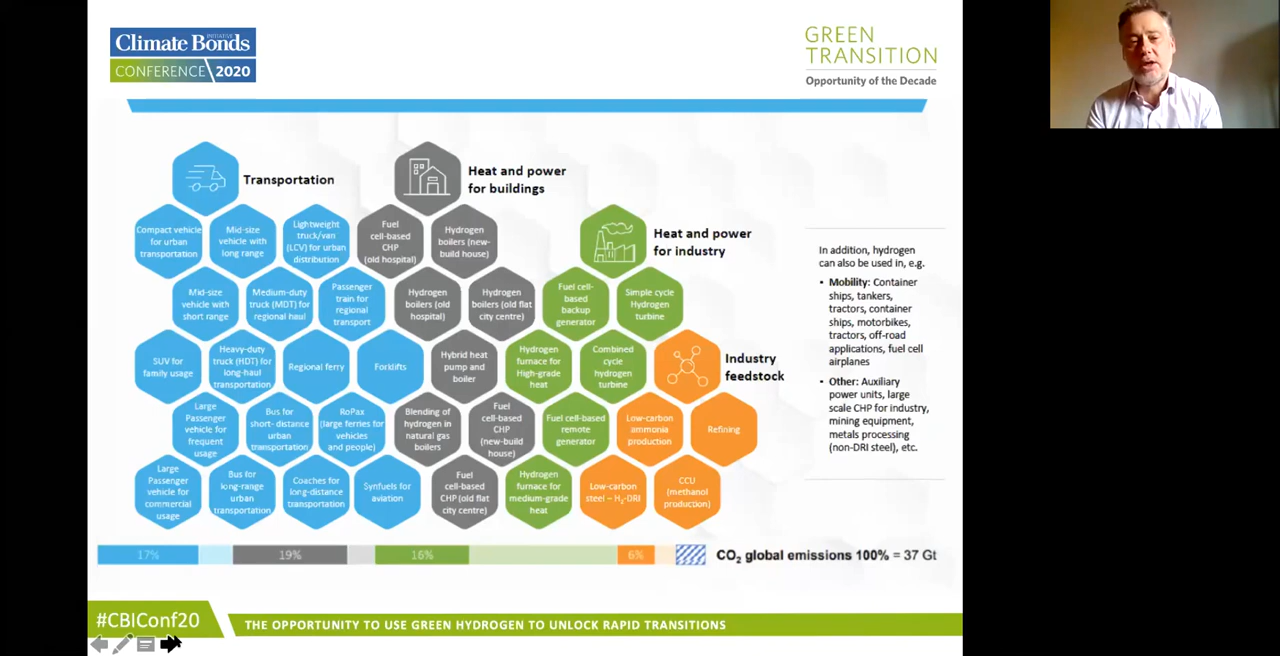 Climate Bonds
INITIATIVE
CONFERENCE 2020
GREEN
TRANSITION
Opportunity of the Decade
Transportation
Heat and power
for buildings
Heat and power
for industry
Industry
feedstock
Compact vehicle
for urban
transportation
Mid-size
vehicle with
long range
Lightweight
truck/van
(LCV) for urban
distribution
Fuel
cell-based
CHP
(old hospital)
Hydrogen
boilers (new-
build house)
Mid-size
vehicle with
short range
Medium-duty
truck (MDT) for
regional haul
Passenger
train for
regional
transport
Hydrogen
boilers (old
hospital)
Hydrogen
boilers (old flat
city centre)
Fuel cell-
based
backup
generator
Simple cycle
Hydrogen
turbine
SUV for
family usage
Heavy-duty
truck (HDT) for
long-haul
transportation
Regional ferry
Forklifts
Hybrid heat
pump and
boiler
Hydrogen
furnace for
High-grade
heat
Combined
cycle
hydrogen
turbine
Large
Passenger
vehicle for
frequent
usage
Bus for
short- distance
urban
transportation
RoPax
(large ferries for
vehicles
and people)
Blending of
hydrogen in
natural gas
boilers
Fuel
cell-based
CHP
(new-build
house)
Fuel cell-based
remote
generator
Low-carbon
ammonia
production
Refining
Large
Passenger
vehicle for
commercial
usage
Bus for
long-range
urban
transportation
Coaches for
long-distance
transportation
Synfuels for
aviation
Fuel
cell-based
CHP (old flat
city centre)
Hydrogen
furnace for
medium-grade
heat
Low-carbon
steel – H₂-DRI
CCU
(methanol
production)
In addition, hydrogen
can also be used in, e.g.
• Mobility: Container
ships, tankers,
tractors, container
ships, motorbikes,
tractors, off-road
applications, fuel cell
airplanes
• Other: Auxiliary
power units, large
scale CHP for industry,
mining equipment,
metals processing
(non-DRI steel), etc.
17% 19% 16% 6% CO₂ global emissions 100% = 37 Gt
#CBIConf20
THE OPPORTUNITY TO USE GREEN HYDROGEN TO UNLOCK RAPID TRANSITIONS